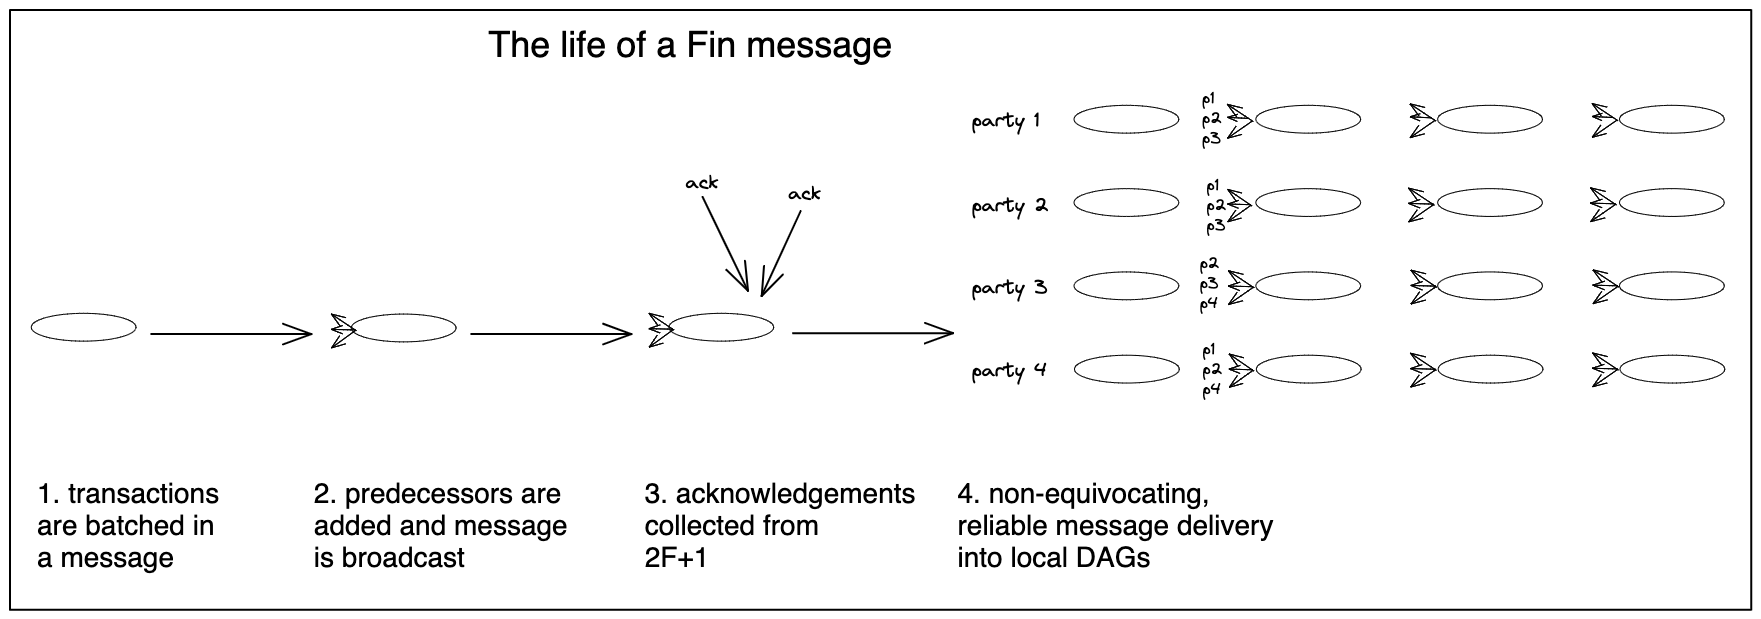 The life of a Fin message
ack
ack
party 1
p1
p2
p3
party 2
p1
p2
p3
party 3
p2
p3
p4
party 4
p1
p2
p4
1. transactions
are batched in
a message
2. predecessors are
added and message
is broadcast
3. acknowledgements
collected from
2F+1
4. non-equivocating,
reliable message delivery
into local DAGs